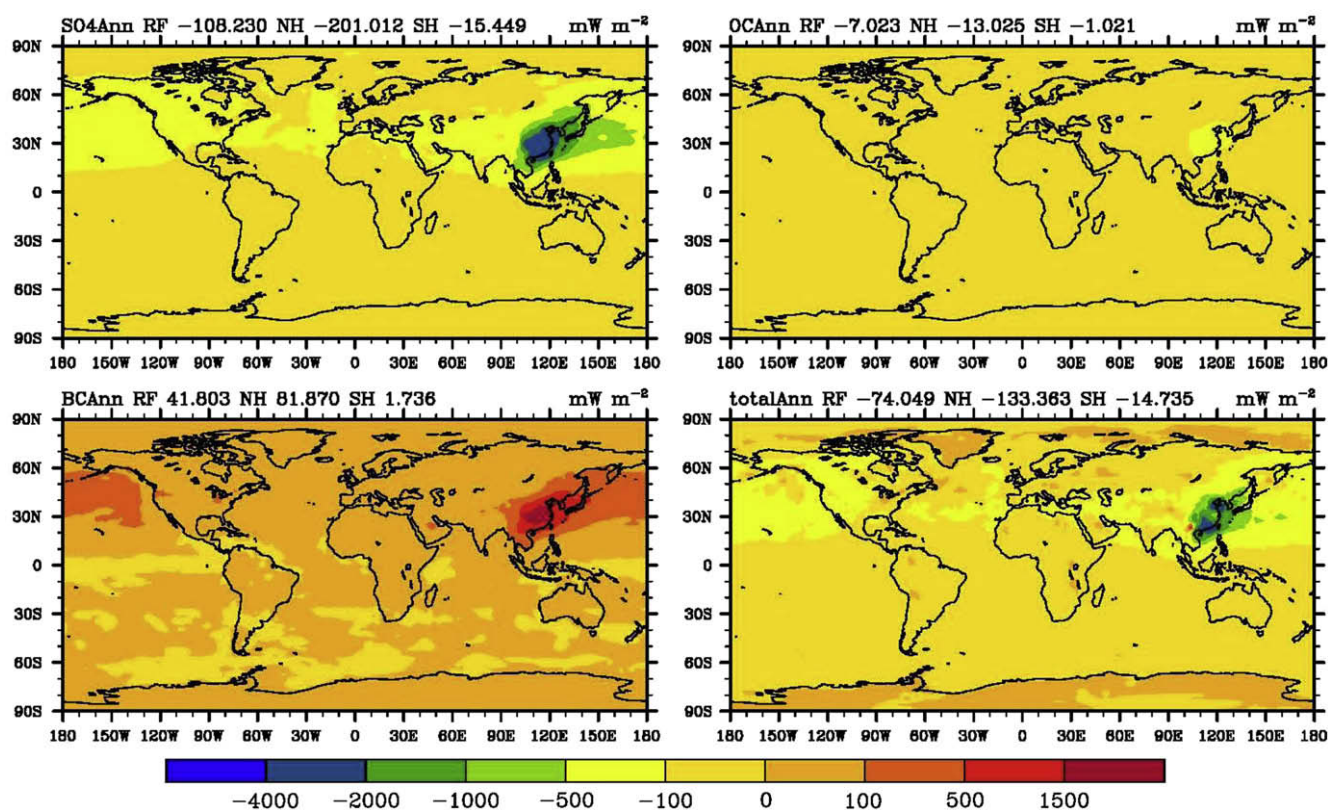 SO4Ann RF −108.230 NH −201.012 SH −15.449 mW m−2
90N
60N
30N
0
30S
60S
90S
180 150W 120W 90W 60W 30W 0 30E 60E 90E 120E 150E 180
OCAnn RF −7.023 NH −13.025 SH −1.021 mW m−2
90N
60N
30N
0
30S
60S
90S
180 150W 120W 90W 60W 30W 0 30E 60E 90E 120E 150E 180
BCAnn RF 41.803 NH 81.870 SH 1.736 mW m−2
90N
60N
30N
0
30S
60S
90S
180 150W 120W 90W 60W 30W 0 30E 60E 90E 120E 150E 180
totalAnn RF −74.049 NH −133.363 SH −14.735 mW m−2
90N
60N
30N
0
30S
60S
90S
180 150W 120W 90W 60W 30W 0 30E 60E 90E 120E 150E 180
−4000 −2000 −1000 −500 −100 0 100 500 1500